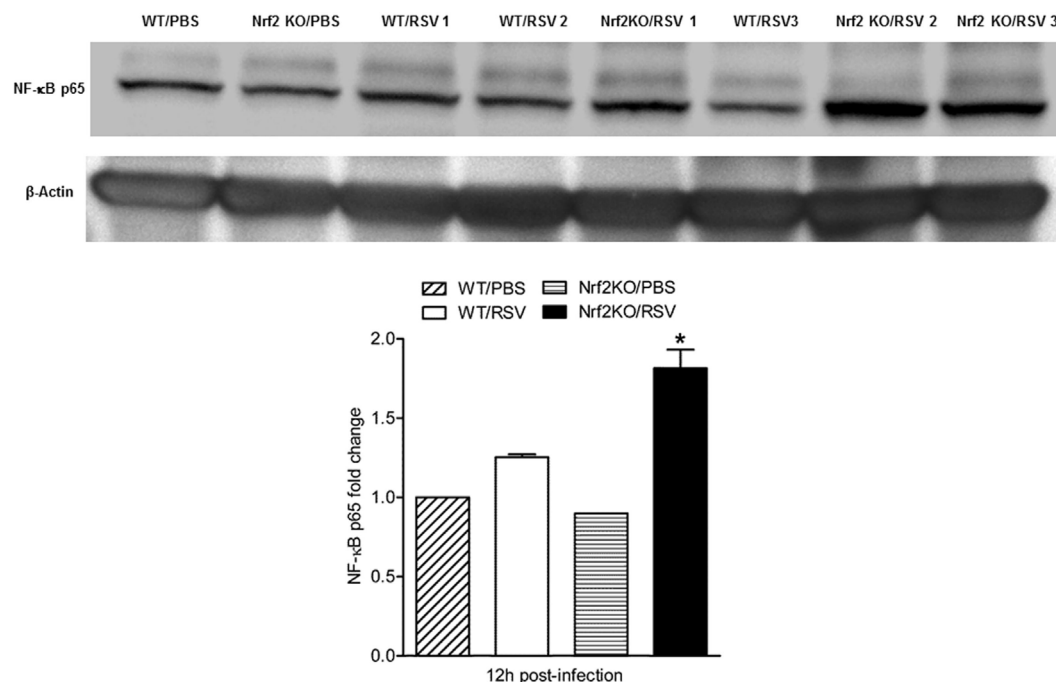 WT/PBS Nrf2 KO/PBS WT/RSV 1 WT/RSV 2 Nrf2KO/RSV 1 WT/RSV3 Nrf2 KO/RSV 2 Nrf2 KO/RSV 3
NF-κB p65
β-Actin
WT/PBS Nrf2KO/PBS
WT/RSV Nrf2KO/RSV
NF-κB p65 fold change
2.0
*
1.5
1.0
0.5
0.0
12h post-infection